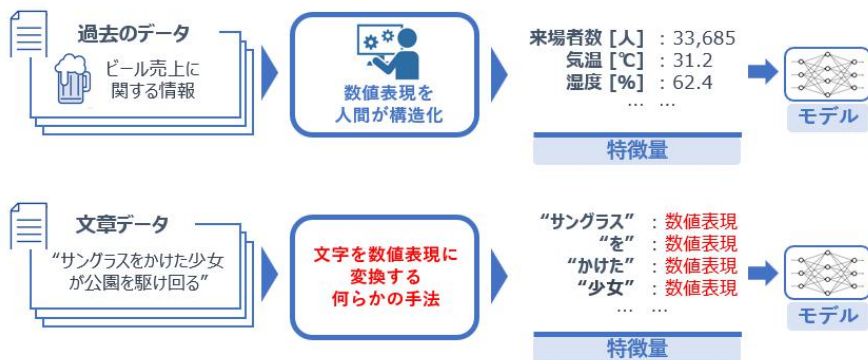 過去のデータ
ビール売上に
関する情報
数値表現を
人間が構造化
来場者数 [人] : 33,685
気温 [℃] : 31.2
湿度 [%] : 62.4
… …
特徴量
モデル
文章データ
“サングラスをかけた少女
が公園を駆け回る”
文字を数値表現に
変換する
何らかの手法
“サングラス” : 数値表現
“を” : 数値表現
“かけた” : 数値表現
“少女” : 数値表現
… …
特徴量
モデル